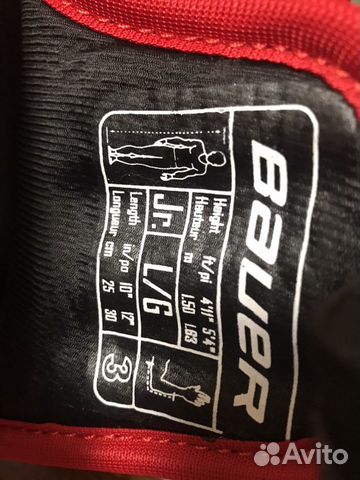 BAUER
Height ft/pi 4'11" 5'4"
Hauteur m 1.50 1.63
Jr. L/G
Length in/po 10" 12"
Longueur cm 25 30
3
Avito